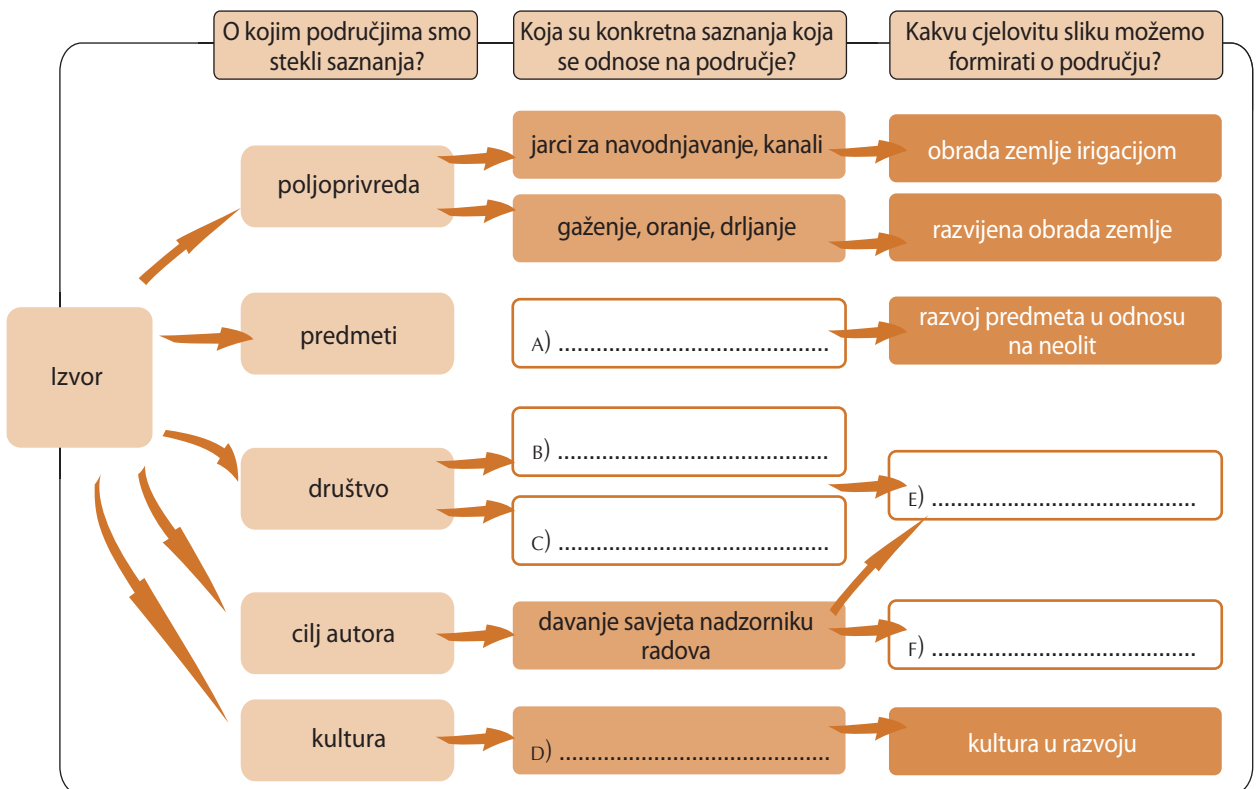 O kojim područjima smo
stekli saznanja?
Koja su konkretna saznanja koja
se odnose na područje?
Kakvu cjelovitu sliku možemo
formirati o području?
Izvor
poljoprivreda
jarci za navodnjavanje, kanali
obrada zemlje irigacijom
gaženje, oranje, drljanje
razvijena obrada zemlje
predmeti
A) ...........................................
razvoj predmeta u odnosu
na neolit
društvo
B) ...........................................
C) ...........................................
E) ..........................................
cilj autora
davanje savjeta nadzorniku
radova
F) ..........................................
kultura
D) ...........................................
kultura u razvoju